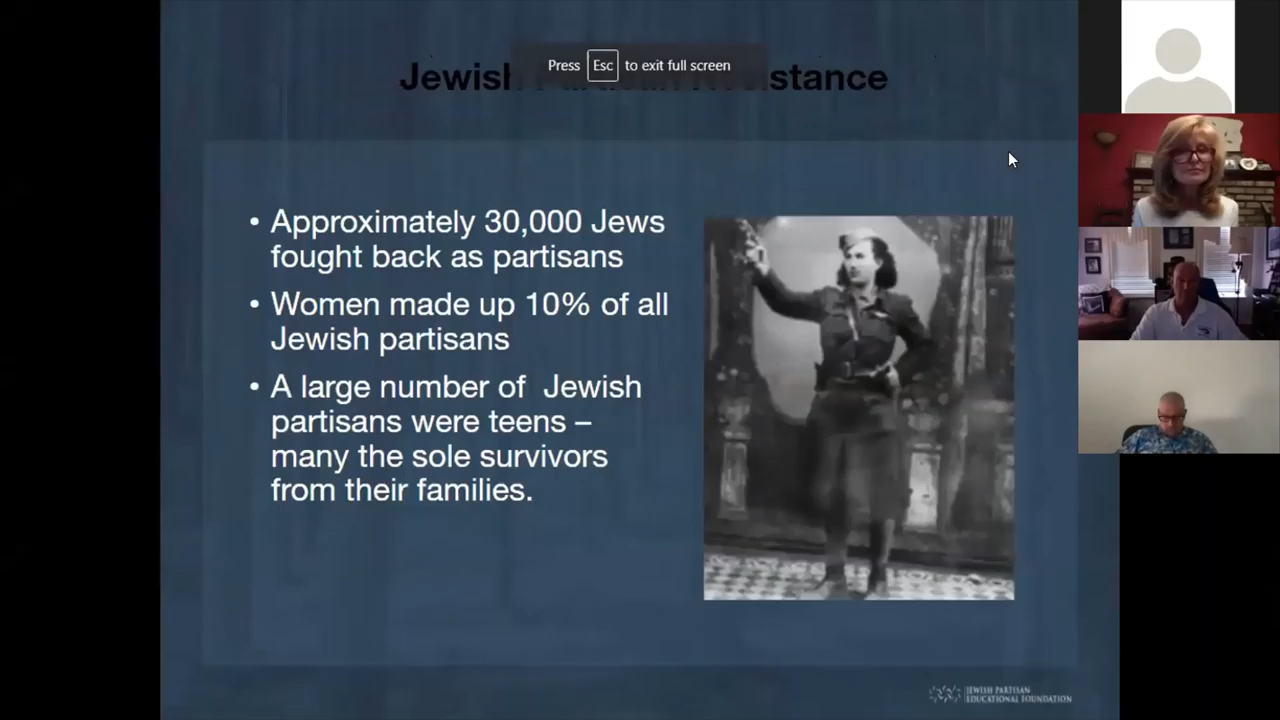 Press Esc to exit full screen
Jewish stance
• Approximately 30,000 Jews
fought back as partisans
• Women made up 10% of all
Jewish partisans
• A large number of Jewish
partisans were teens –
many the sole survivors
from their families.
JEWISH PARTISAN
EDUCATIONAL FOUNDATION